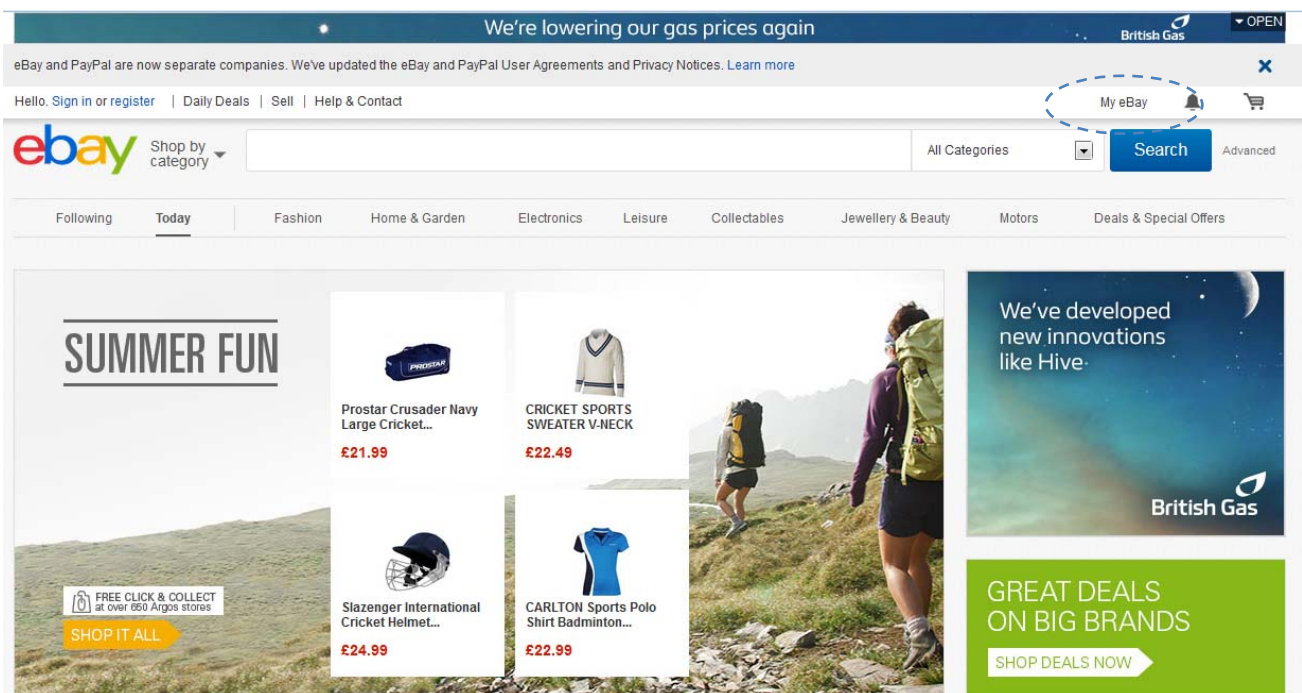 We're lowering our gas prices again
British Gas
OPEN
eBay and PayPal are now separate companies. We've updated the eBay and PayPal User Agreements and Privacy Notices. Learn more
Hello. Sign in or register | Daily Deals | Sell | Help & Contact
My eBay
ebay
Shop by
category
All Categories
Search
Advanced
Following
Today
Fashion
Home & Garden
Electronics
Leisure
Collectables
Jewellery & Beauty
Motors
Deals & Special Offers
SUMMER FUN
PROSTAR
Prostar Crusader Navy
Large Cricket...
£21.99
CRICKET SPORTS
SWEATER V-NECK
£22.49
Slazenger International
Cricket Helmet...
£24.99
CARLTON Sports Polo
Shirt Badminton...
£22.99
FREE CLICK & COLLECT
at over 650 Argos stores
SHOP IT ALL
We've developed
new innovations
like Hive
British Gas
GREAT DEALS
ON BIG BRANDS
SHOP DEALS NOW